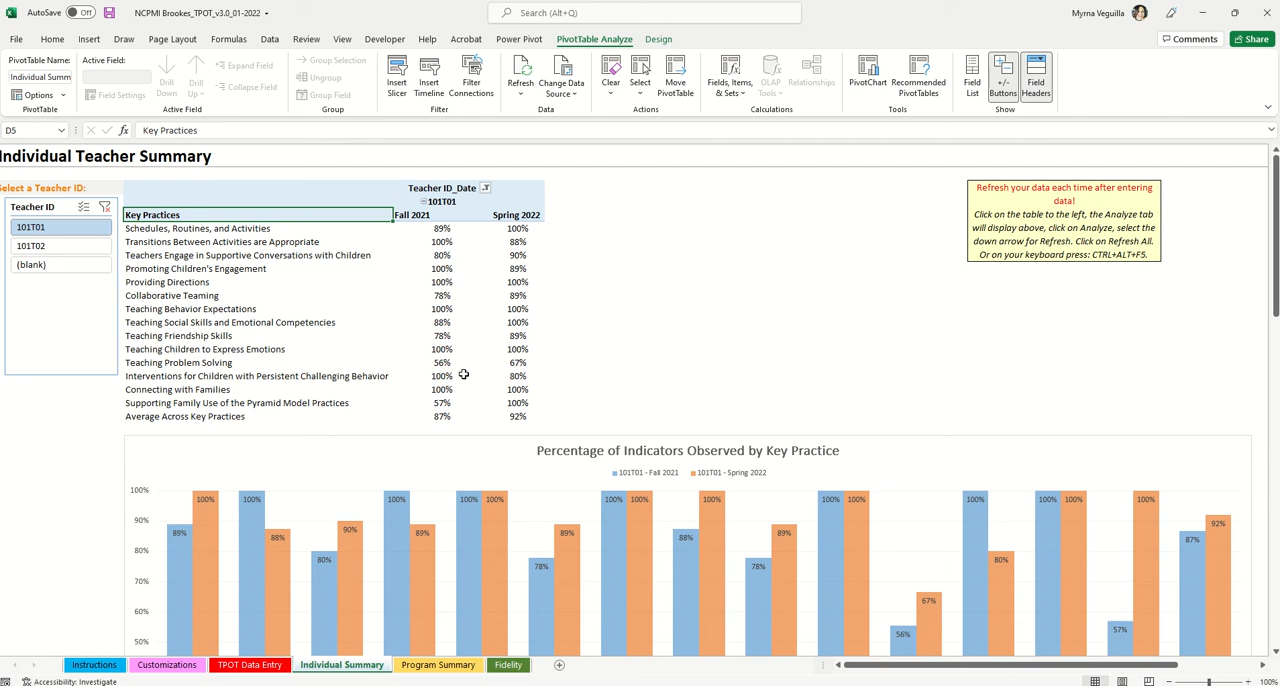 AutoSave Off NCPMI Brookes_TPOT_v3.0_01-2022 Search (Alt+Q) Myrna Veguilla
File Home Insert Draw Page Layout Formulas Data Review View Developer Help Acrobat Power Pivot PivotTable Analyze Design Comments Share
PivotTable Name:
Individual Summ
Options
PivotTable
Active Field:
Field Settings
Drill Down
Drill Up
Expand Field
Collapse Field
Active Field
Group Selection
Ungroup
Group Field
Group
Insert Slicer
Insert Timeline
Filter Connections
Filter
Refresh
Change Data Source
Data
Clear
Select
Move PivotTable
Actions
Fields, Items, & Sets
OLAP Tools
Relationships
Calculations
PivotChart
Recommended PivotTables
Tools
Field List
+/- Buttons
Field Headers
Show
D5 fx Key Practices
Individual Teacher Summary
Select a Teacher ID:
Teacher ID
101T01
101T02
(blank)
Teacher ID_Date
101T01
Key Practices Fall 2021 Spring 2022
Schedules, Routines, and Activities 89% 100%
Transitions Between Activities are Appropriate 100% 88%
Teachers Engage in Supportive Conversations with Children 80% 90%
Promoting Children's Engagement 100% 89%
Providing Directions 100% 100%
Collaborative Teaming 78% 89%
Teaching Behavior Expectations 100% 100%
Teaching Social Skills and Emotional Competencies 88% 100%
Teaching Friendship Skills 78% 89%
Teaching Children to Express Emotions 100% 100%
Teaching Problem Solving 56% 67%
Interventions for Children with Persistent Challenging Behavior 100% 80%
Connecting with Families 100% 100%
Supporting Family Use of the Pyramid Model Practices 57% 100%
Average Across Key Practices 87% 92%
Refresh your data each time after entering
data!
Click on the table to the left, the Analyze tab
will display above, click on Analyze, select the
down arrow for Refresh. Click on Refresh All.
Or on your keyboard press: CTRL+ALT+F5.
Percentage of Indicators Observed by Key Practice
101T01 - Fall 2021 101T01 - Spring 2022
100%
90%
80%
70%
60%
50%
89% 100% 100% 88% 80% 90% 100% 89% 100% 100% 78% 89% 100% 100% 88% 100% 78% 89% 100% 100% 56% 67% 100% 80% 100% 100% 57% 100% 87% 92%
Instructions Customizations TPOT Data Entry Individual Summary Program Summary Fidelity
Accessibility: Investigate 100%